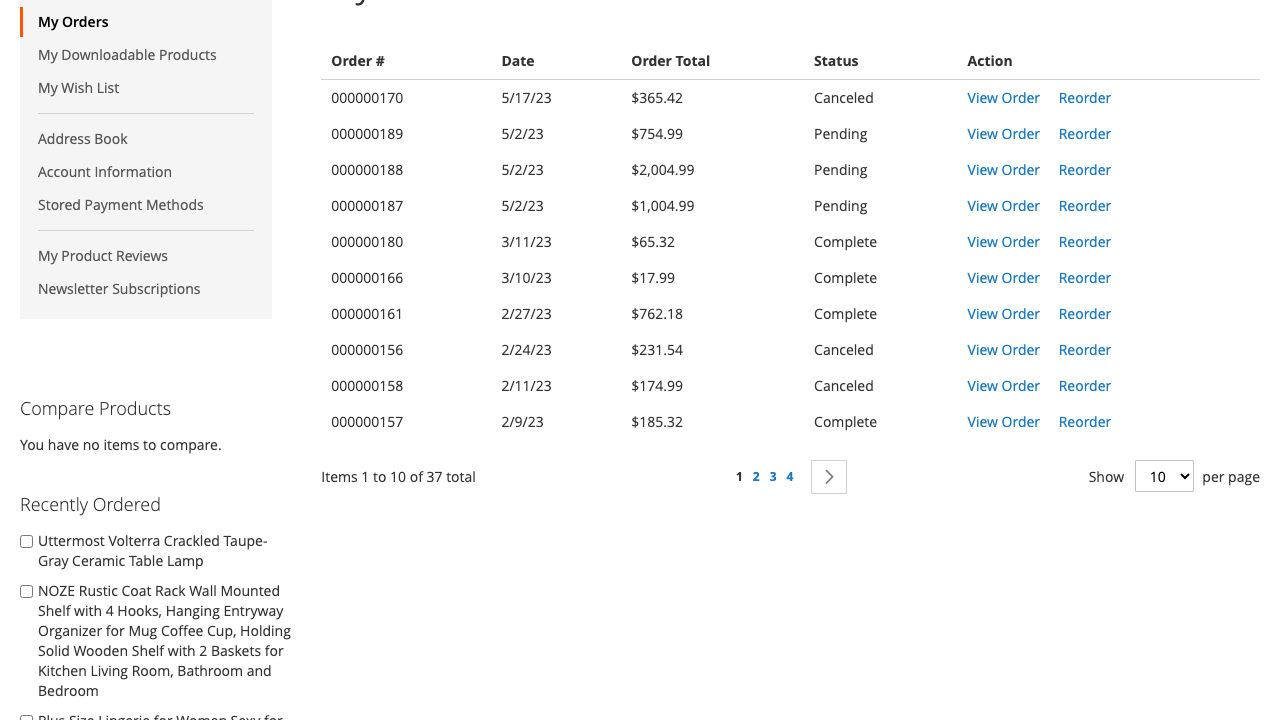 My Orders
My Downloadable Products
My Wish List
Address Book
Account Information
Stored Payment Methods
My Product Reviews
Newsletter Subscriptions
Compare Products
You have no items to compare.
Recently Ordered
Uttermost Volterra Crackled Taupe-
Gray Ceramic Table Lamp
NOZE Rustic Coat Rack Wall Mounted
Shelf with 4 Hooks, Hanging Entryway
Organizer for Mug Coffee Cup, Holding
Solid Wooden Shelf with 2 Baskets for
Kitchen Living Room, Bathroom and
Bedroom
Plus Size Lingerie for Women Sexy for
Order # Date Order Total Status Action
000000170 5/17/23 $365.42 Canceled View Order Reorder
000000189 5/2/23 $754.99 Pending View Order Reorder
000000188 5/2/23 $2,004.99 Pending View Order Reorder
000000187 5/2/23 $1,004.99 Pending View Order Reorder
000000180 3/11/23 $65.32 Complete View Order Reorder
000000166 3/10/23 $17.99 Complete View Order Reorder
000000161 2/27/23 $762.18 Complete View Order Reorder
000000156 2/24/23 $231.54 Canceled View Order Reorder
000000158 2/11/23 $174.99 Canceled View Order Reorder
000000157 2/9/23 $185.32 Complete View Order Reorder
Items 1 to 10 of 37 total 1 2 3 4 Show 10 per page